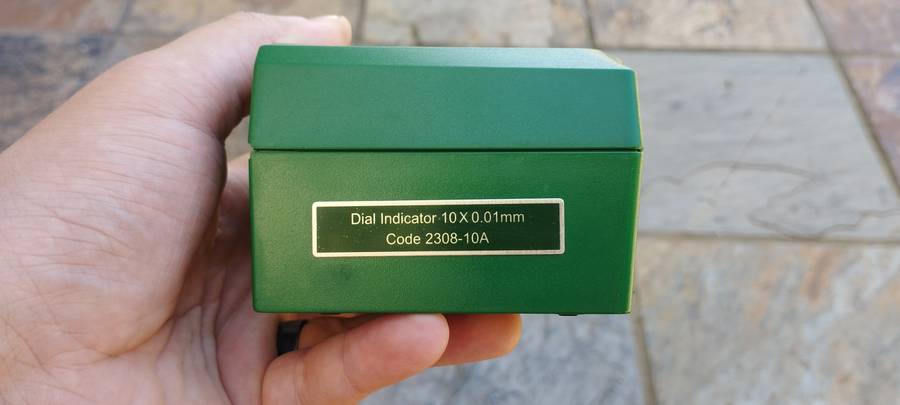 Dial Indicator 10 X 0.01mm
Code 2308-10A